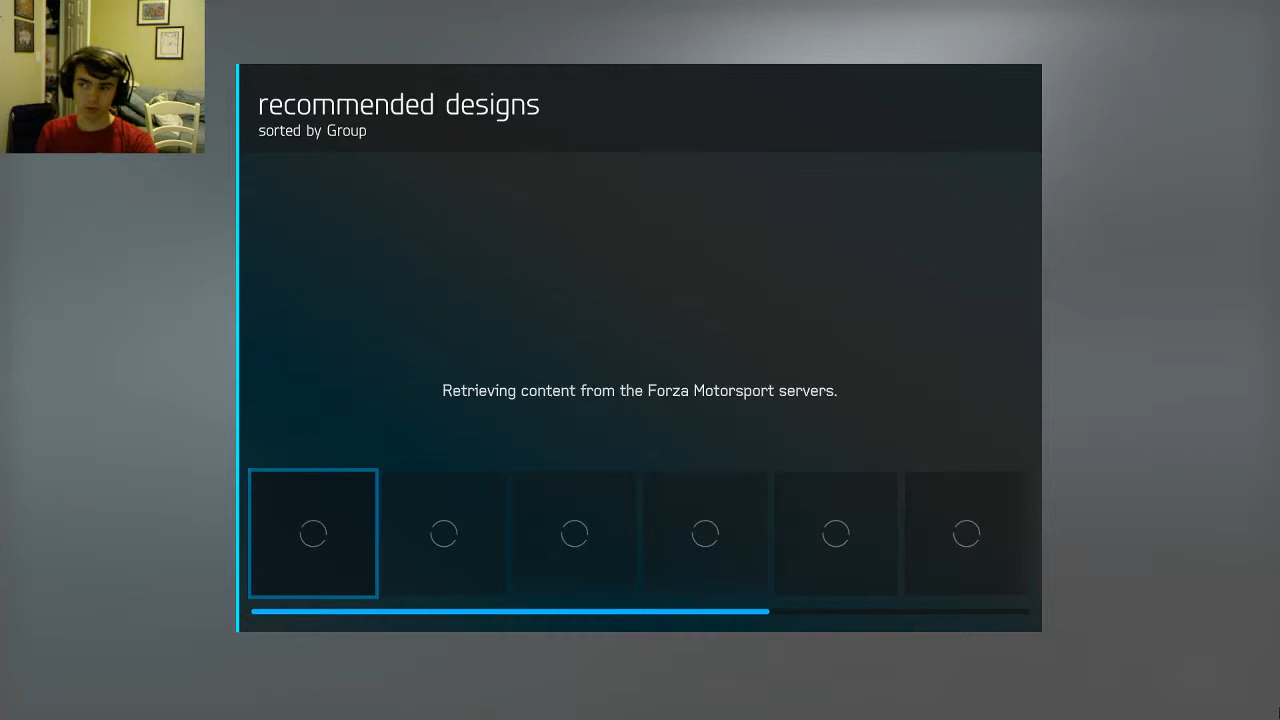 recommended designs
sorted by Group
Retrieving content from the Forza Motorsport servers.